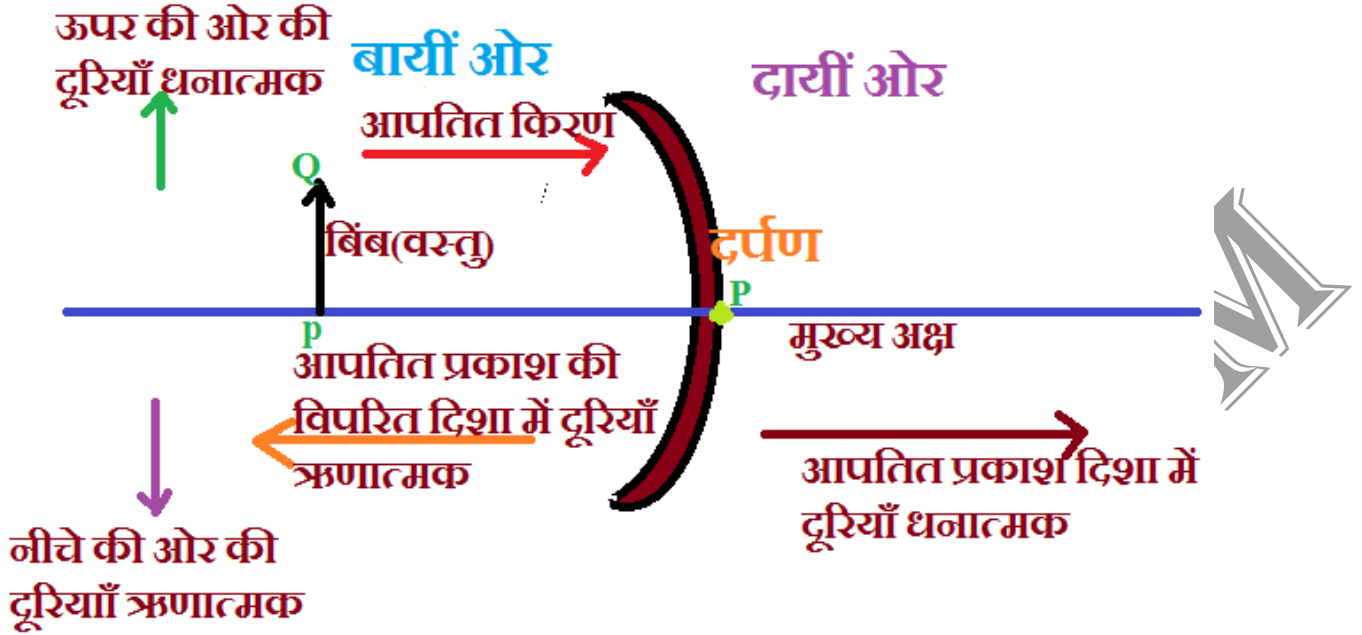 ऊपर की ओर की
दूरियाँ धनात्मक
बायीं ओर
दायीं ओर
आपतित किरण
Q
बिंब(वस्तु)
दर्पण
P
p
मुख्य अक्ष
आपतित प्रकाश की
विपरित दिशा में दूरियाँ
ऋणात्मक
आपतित प्रकाश दिशा में
दूरियाँ धनात्मक
नीचे की ओर की
दूरियाँ ऋणात्मक
M